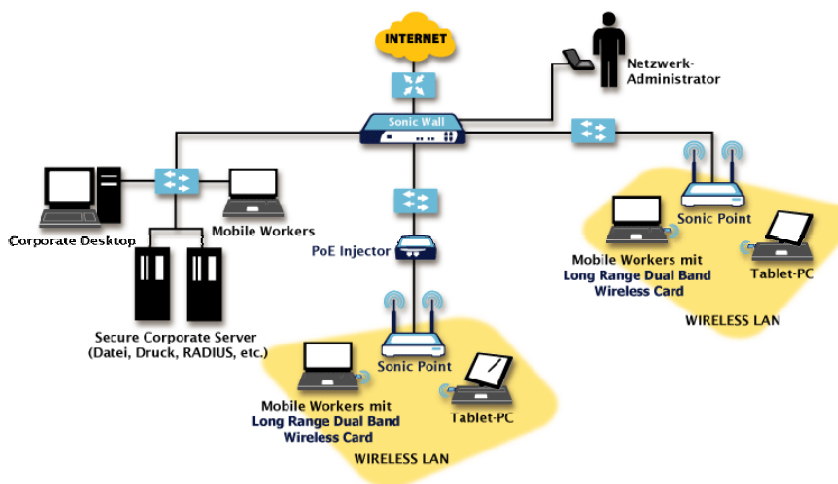 INTERNET
Netzwerk-
Administrator
Sonic Wall
Corporate Desktop
Mobile Workers
PoE Injector
Sonic Point
Mobile Workers mit
Long Range Dual Band
Wireless Card
Tablet-PC
WIRELESS LAN
Secure Corporate Server
(Datei, Druck, RADIUS, etc.)
Sonic Point
Mobile Workers mit
Long Range Dual Band
Wireless Card
Tablet-PC
WIRELESS LAN